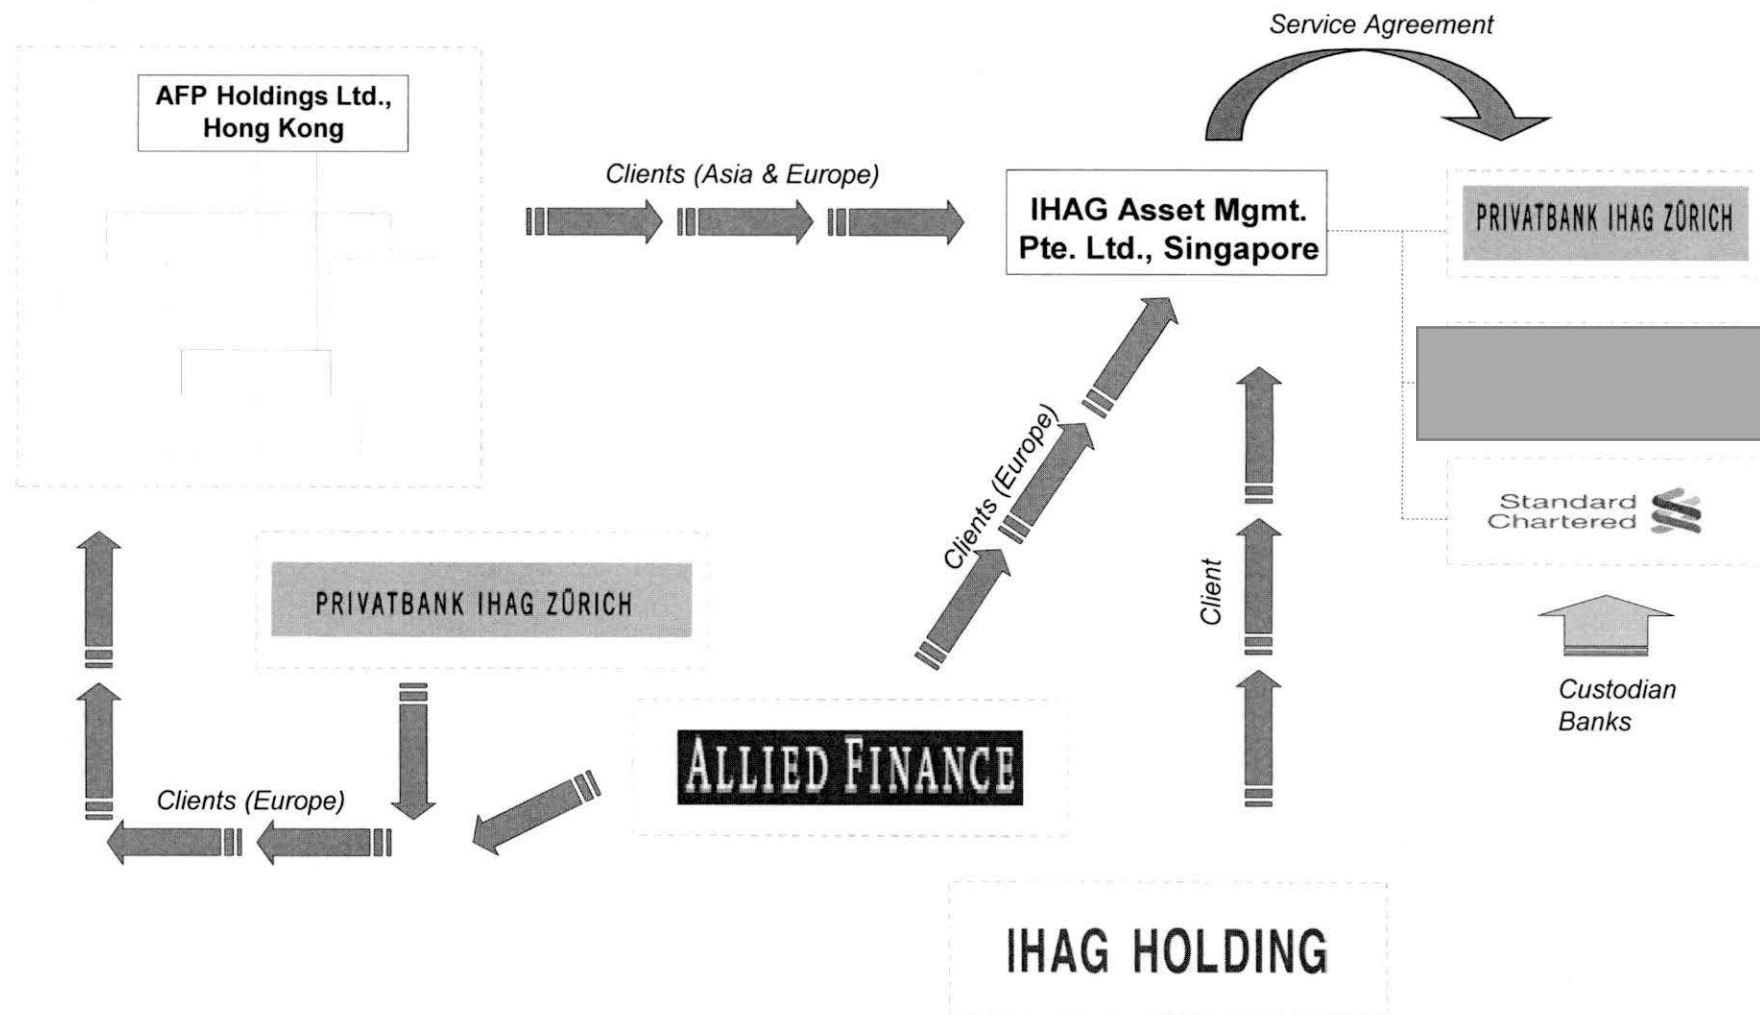 Service Agreement
AFP Holdings Ltd.,
Hong Kong
Clients (Asia & Europe)
IHAG Asset Mgmt.
Pte. Ltd., Singapore
PRIVATBANK IHAG ZÜRICH
Standard
Chartered
Clients (Europe)
Client
PRIVATBANK IHAG ZÜRICH
Custodian
Banks
ALLIED FINANCE
Clients (Europe)
IHAG HOLDING